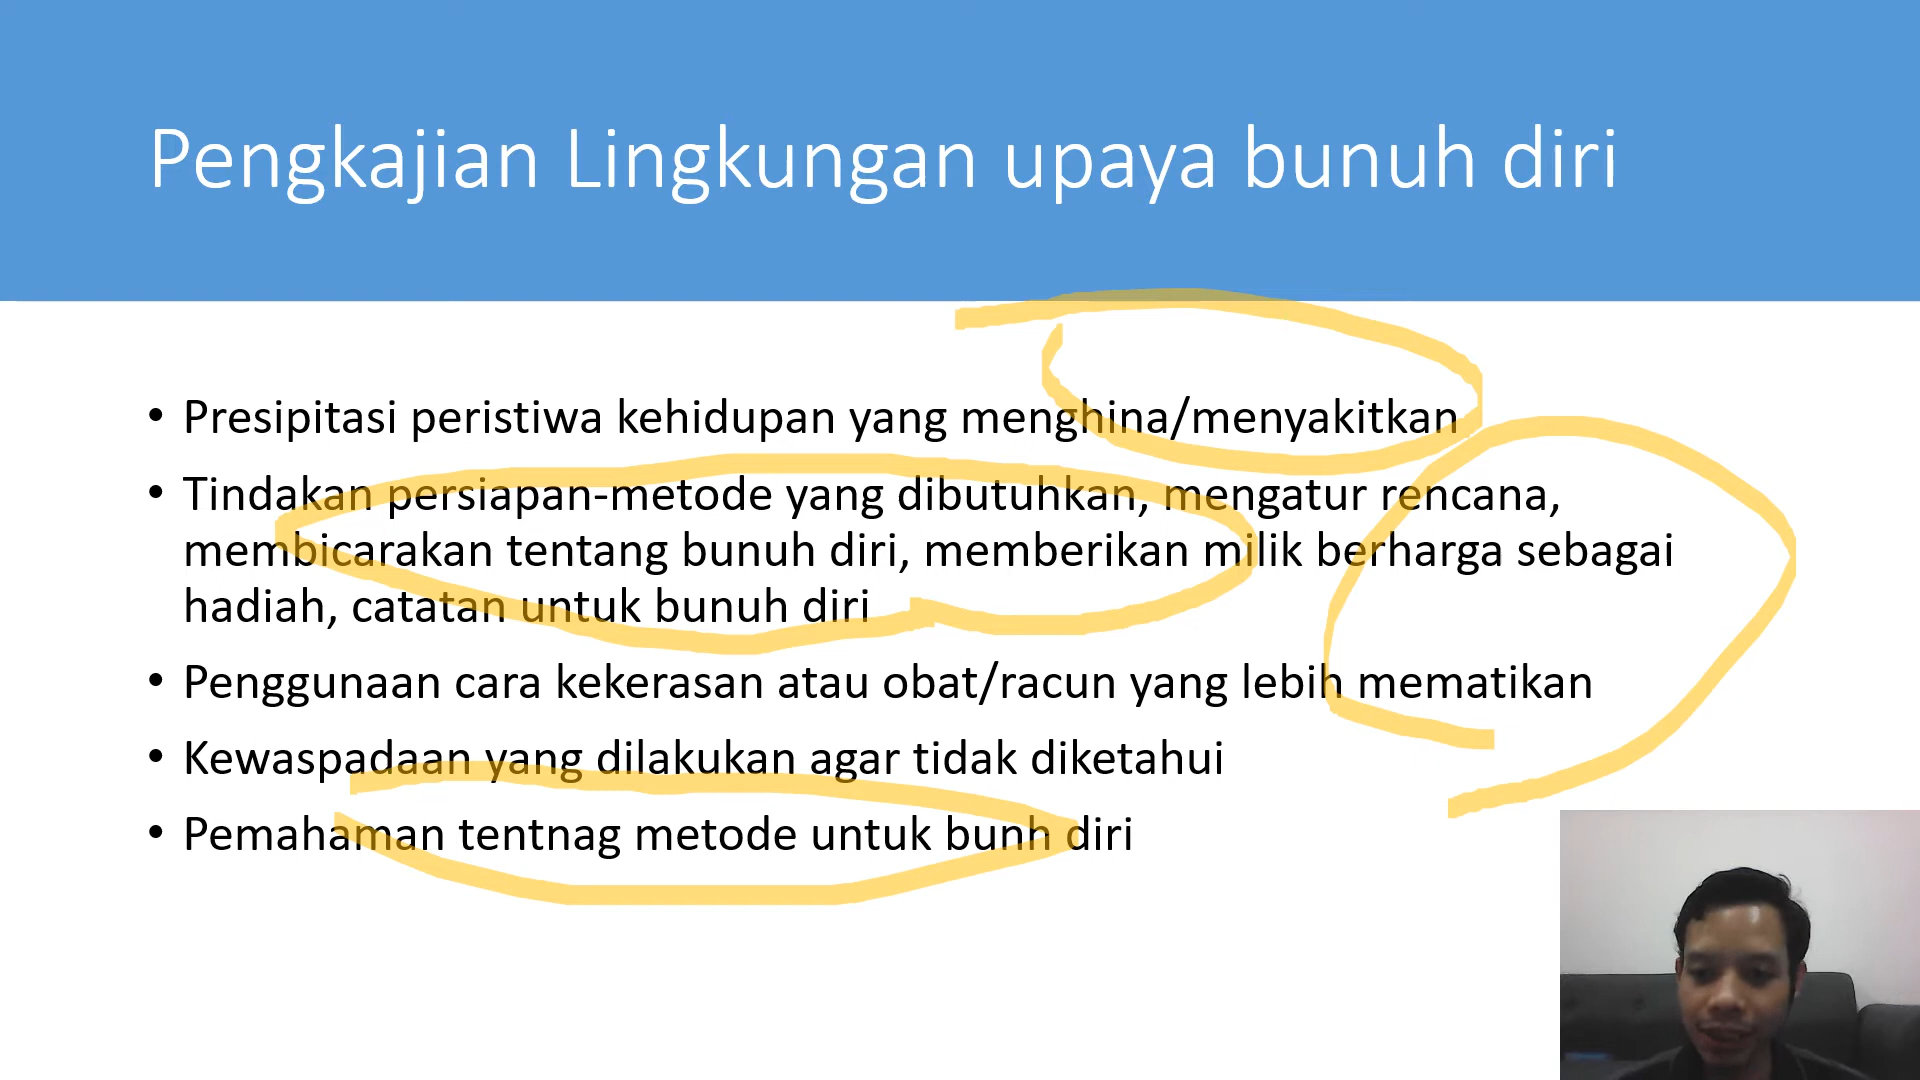 Pengkajian Lingkungan upaya bunuh diri
• Presipitasi peristiwa kehidupan yang menghina/menyakitkan
• Tindakan persiapan-metode yang dibutuhkan, mengatur rencana,
membicarakan tentang bunuh diri, memberikan milik berharga sebagai
hadiah, catatan untuk bunuh diri
• Penggunaan cara kekerasan atau obat/racun yang lebih mematikan
• Kewaspadaan yang dilakukan agar tidak diketahui
• Pemahaman tentnag metode untuk bunh diri